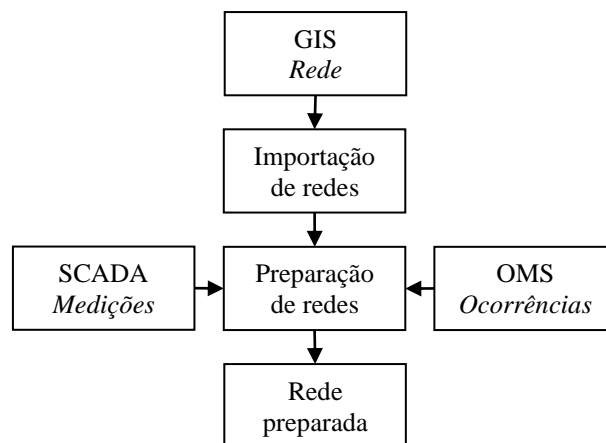 GIS
Rede
Importação
de redes
SCADA
Medições
Preparação
de redes
OMS
Ocorrências
Rede
preparada